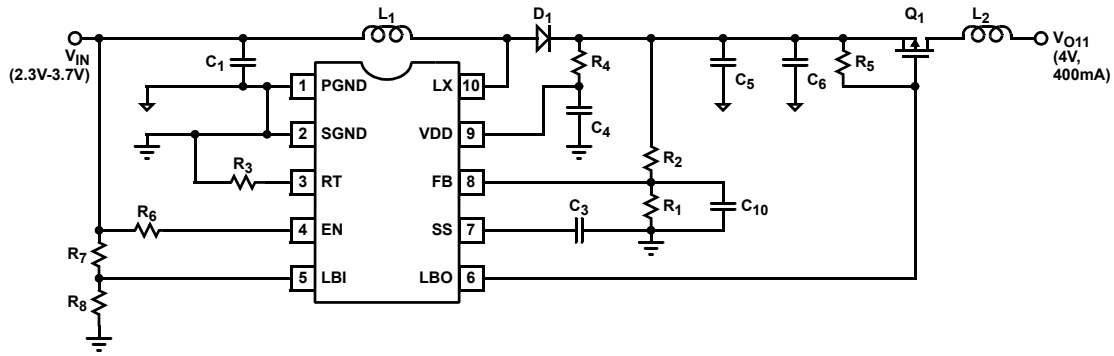 L1
D1
Q1
VIN
(2.3V-3.7V)
VO11
(4V,
400mA)
C1
R4
C5
C6
R5
1 PGND
LX 10
2 SGND
VDD 9
C4
R3
3 RT
FB 8
R2
R6
4 EN
SS 7
C3
R1
C10
R7
5 LBI
LBO 6
R8